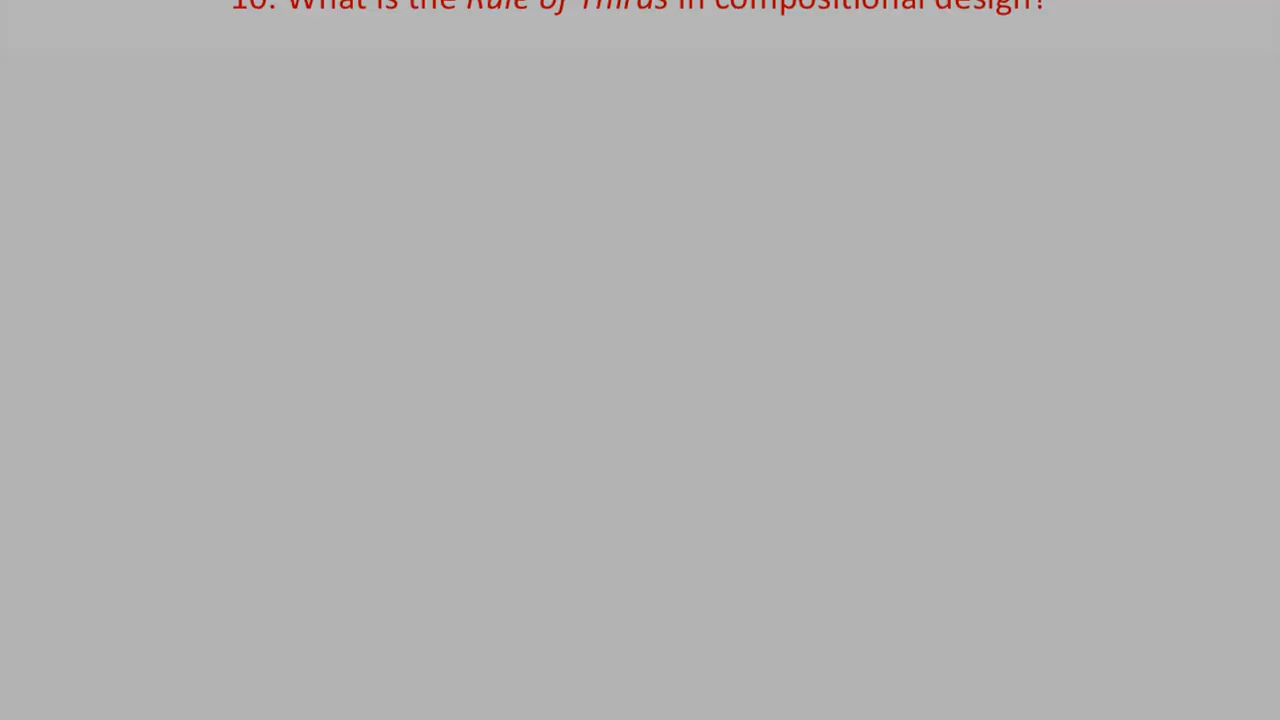 10. What is the Rule of Thirds in compositional design?